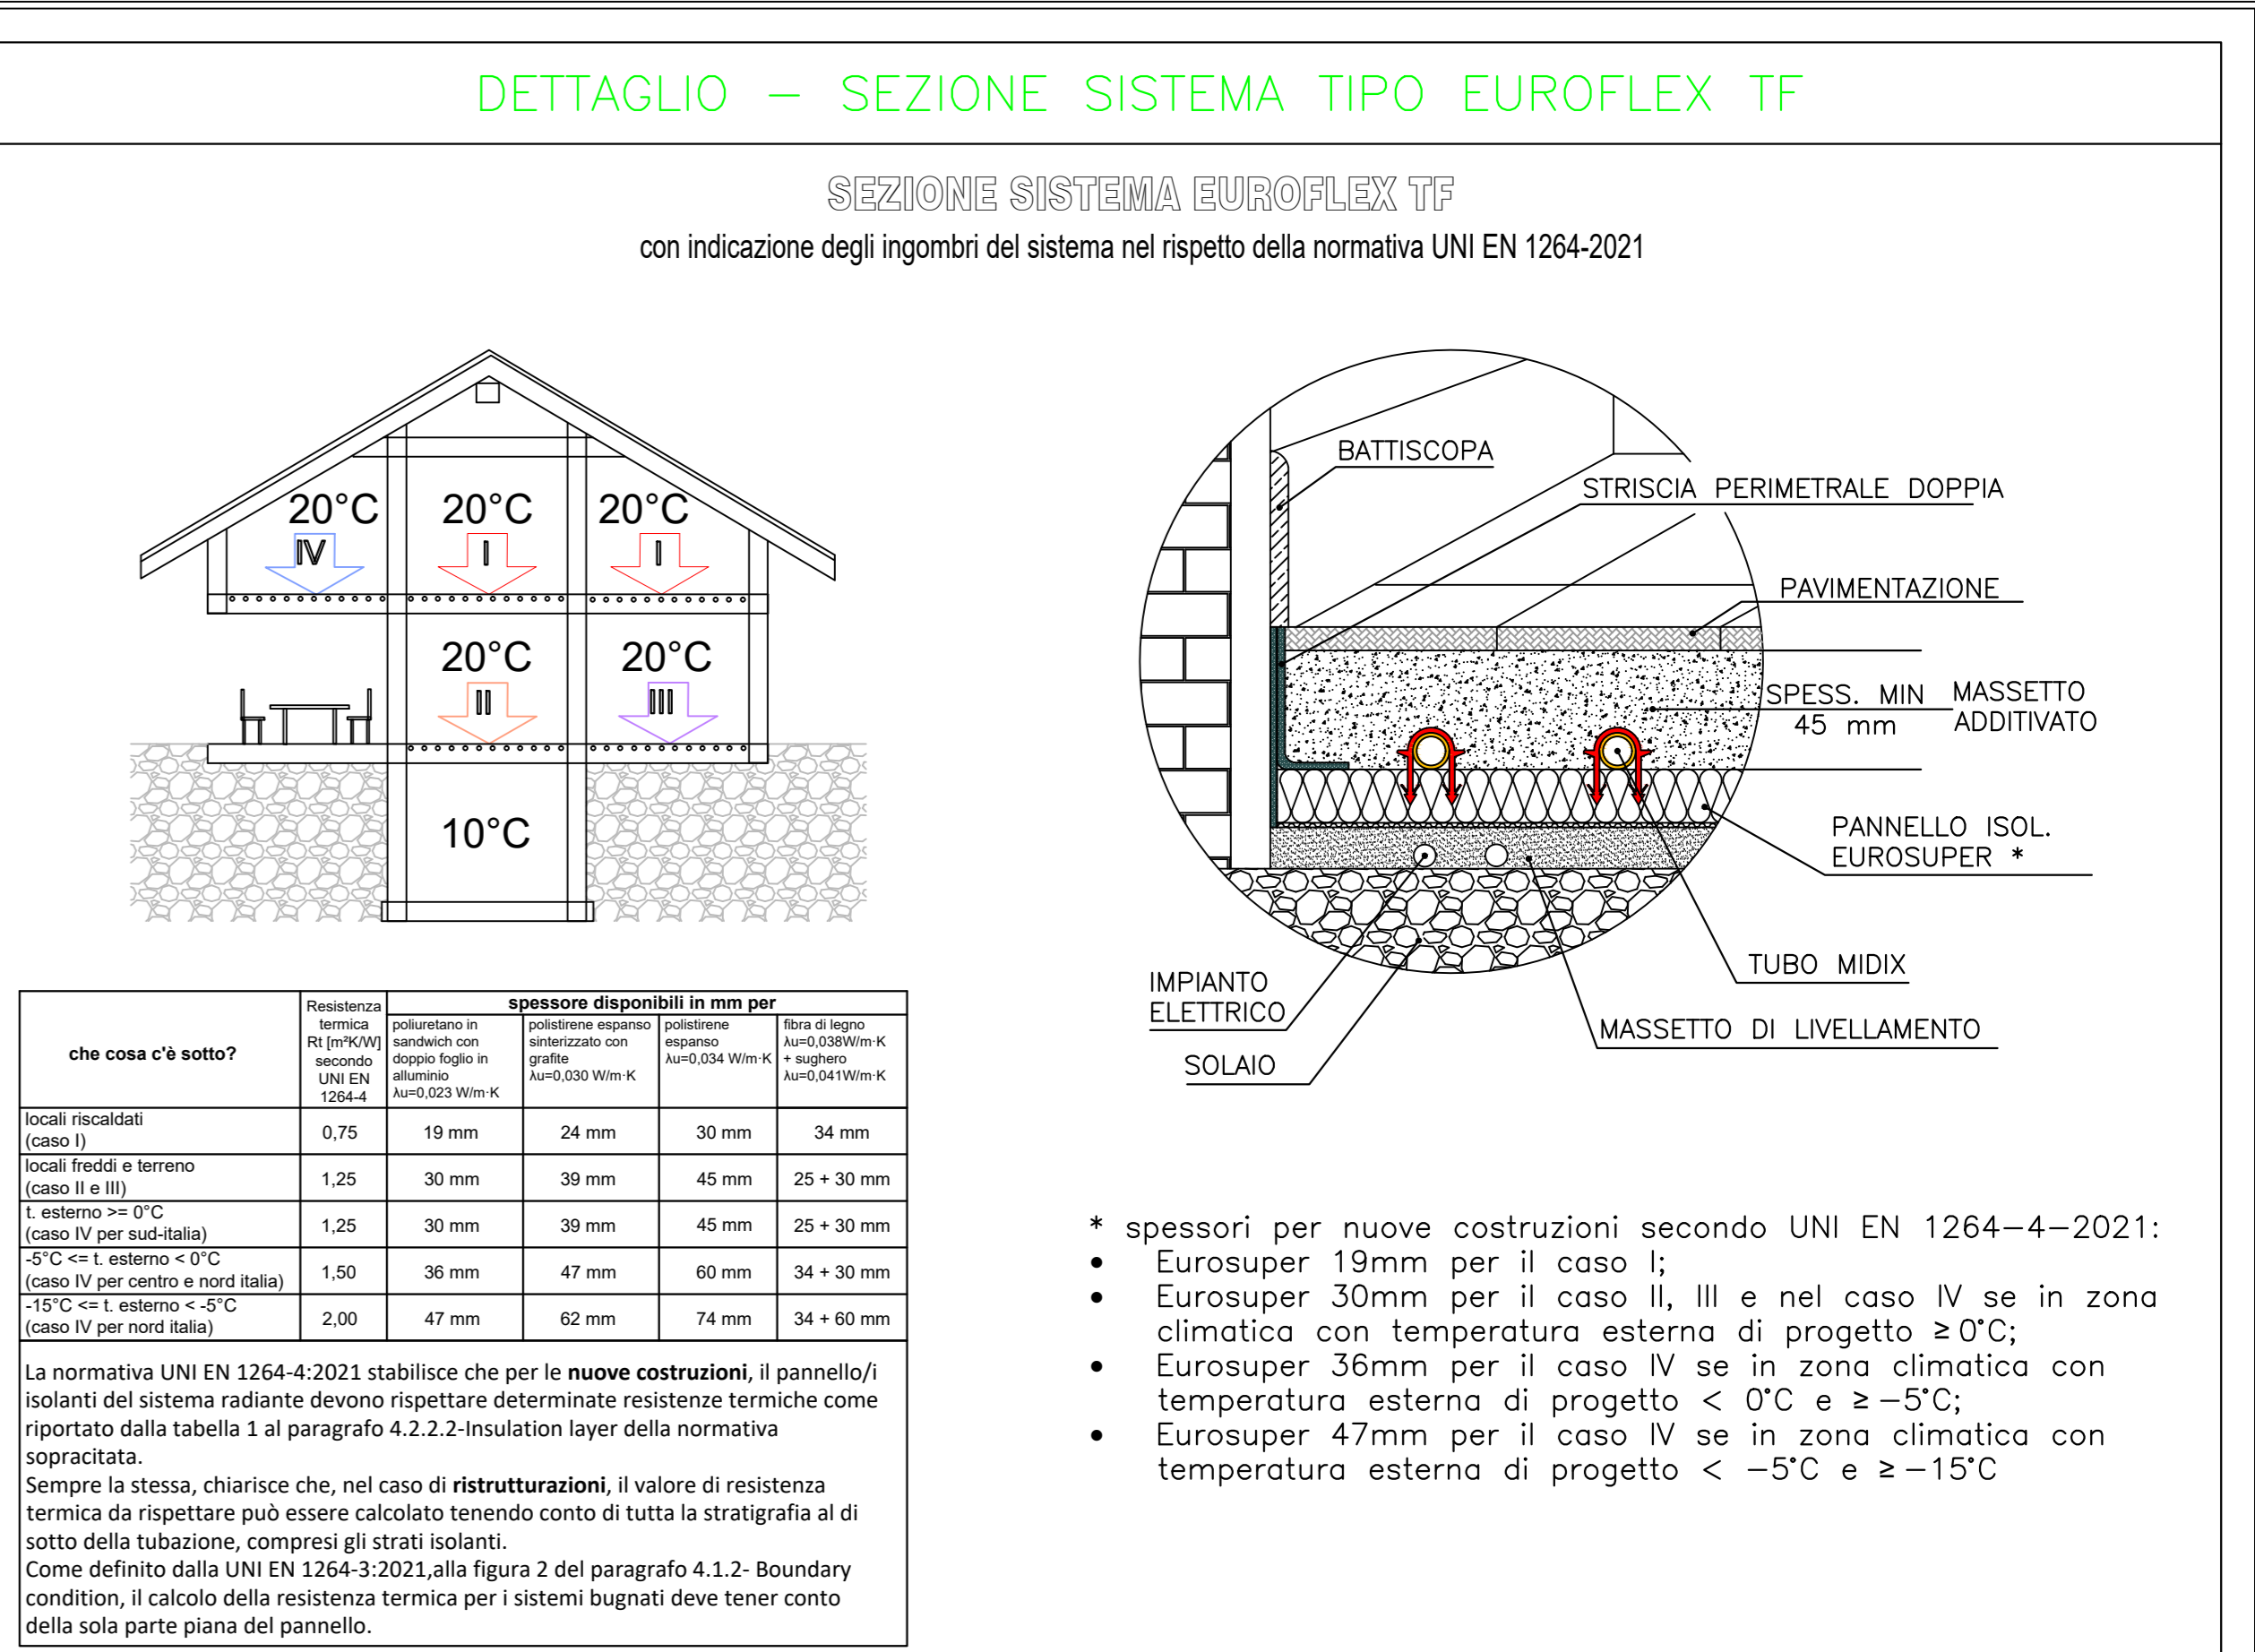 DETTAGLIO – SEZIONE SISTEMA TIPO EUROFLEX TF
SEZIONE SISTEMA EUROFLEX TF
con indicazione degli ingombri del sistema nel rispetto della normativa UNI EN 1264-2021
20°C
20°C
20°C
IV
I
I
20°C
20°C
II
III
10°C
BATTISCOPA
STRISCIA PERIMETRALE DOPPIA
PAVIMENTAZIONE
SPESS. MIN
45 mm
MASSETTO
ADDITIVATO
PANNELLO ISOL.
EUROSUPER *
TUBO MIDIX
MASSETTO DI LIVELLAMENTO
IMPIANTO
ELETTRICO
SOLAIO
che cosa c'è sotto?
Resistenza
termica
Rt [m²K/W]
secondo
UNI EN
1264-4
spessore disponibili in mm per
poliuretano in
sandwich con
doppio foglio in
alluminio
λu=0,023 W/m·K
polistirene espanso
sinterizzato con
grafite
λu=0,030 W/m·K
polistirene
espanso
λu=0,034 W/m·K
fibra di legno
λu=0,038W/m·K
+ sughero
λu=0,041W/m·K
locali riscaldati
(caso I)
0,75
19 mm
24 mm
30 mm
34 mm
locali freddi e terreno
(caso II e III)
1,25
30 mm
39 mm
45 mm
25 + 30 mm
t. esterno >= 0°C
(caso IV per sud-italia)
1,25
30 mm
39 mm
45 mm
25 + 30 mm
-5°C <= t. esterno < 0°C
(caso IV per centro e nord italia)
1,50
36 mm
47 mm
60 mm
34 + 30 mm
-15°C <= t. esterno < -5°C
(caso IV per nord italia)
2,00
47 mm
62 mm
74 mm
34 + 60 mm
La normativa UNI EN 1264-4:2021 stabilisce che per le nuove costruzioni, il pannello/i
isolanti del sistema radiante devono rispettare determinate resistenze termiche come
riportato dalla tabella 1 al paragrafo 4.2.2.2-Insulation layer della normativa
sopracitata.
Sempre la stessa, chiarisce che, nel caso di ristrutturazioni, il valore di resistenza
termica da rispettare può essere calcolato tenendo conto di tutta la stratigrafia al di
sotto della tubazione, compresi gli strati isolanti.
Come definito dalla UNI EN 1264-3:2021,alla figura 2 del paragrafo 4.1.2- Boundary
condition, il calcolo della resistenza termica per i sistemi bugnati deve tener conto
della sola parte piana del pannello.
* spessori per nuove costruzioni secondo UNI EN 1264–4–2021:
• Eurosuper 19mm per il caso I;
• Eurosuper 30mm per il caso II, III e nel caso IV se in zona
climatica con temperatura esterna di progetto ≥ 0°C;
• Eurosuper 36mm per il caso IV se in zona climatica con
temperatura esterna di progetto < 0°C e ≥ –5°C;
• Eurosuper 47mm per il caso IV se in zona climatica con
temperatura esterna di progetto < –5°C e ≥ –15°C